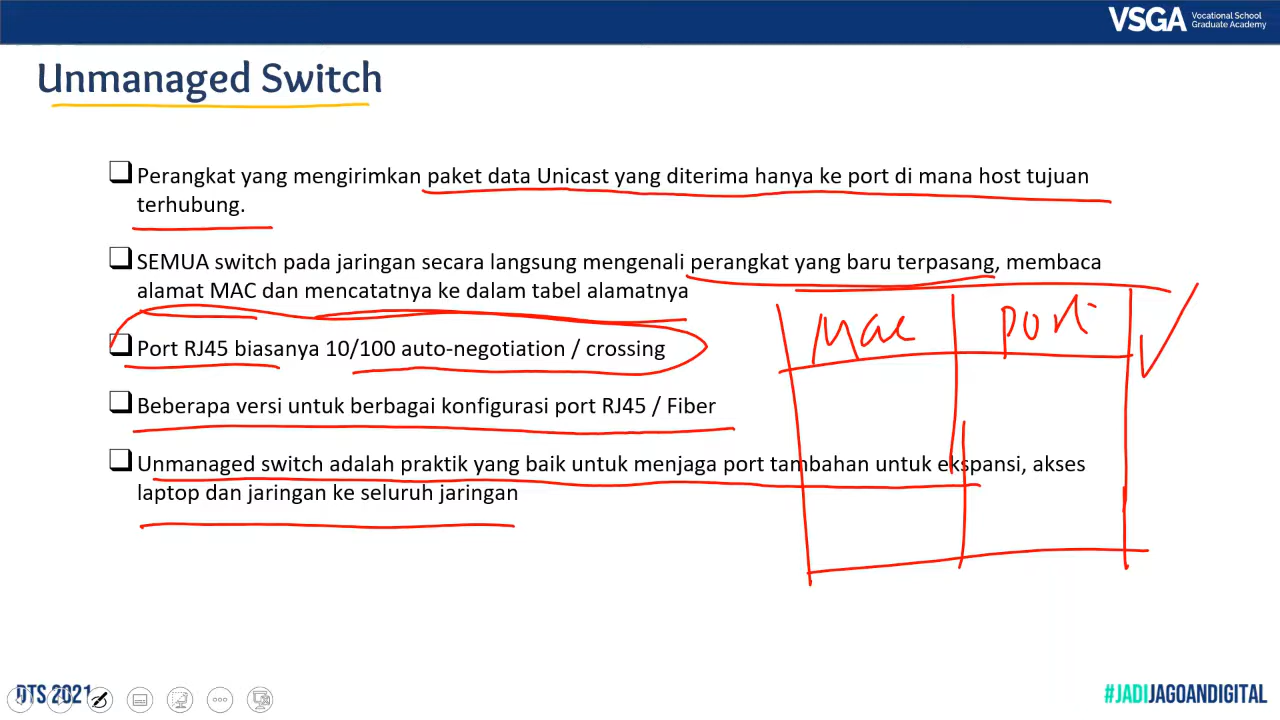 VSGA
Vocational School
Graduate Academy
Unmanaged Switch
Perangkat yang mengirimkan paket data Unicast yang diterima hanya ke port di mana host tujuan
terhubung.
SEMUA switch pada jaringan secara langsung mengenali perangkat yang baru terpasang, membaca
alamat MAC dan mencatatnya ke dalam tabel alamatnya
Mac Port
Port RJ45 biasanya 10/100 auto-negotiation / crossing
Beberapa versi untuk berbagai konfigurasi port RJ45 / Fiber
Unmanaged switch adalah praktik yang baik untuk menjaga port tambahan untuk ekspansi, akses
laptop dan jaringan ke seluruh jaringan
DTS 2021
#JADIJAGOANDIGITAL